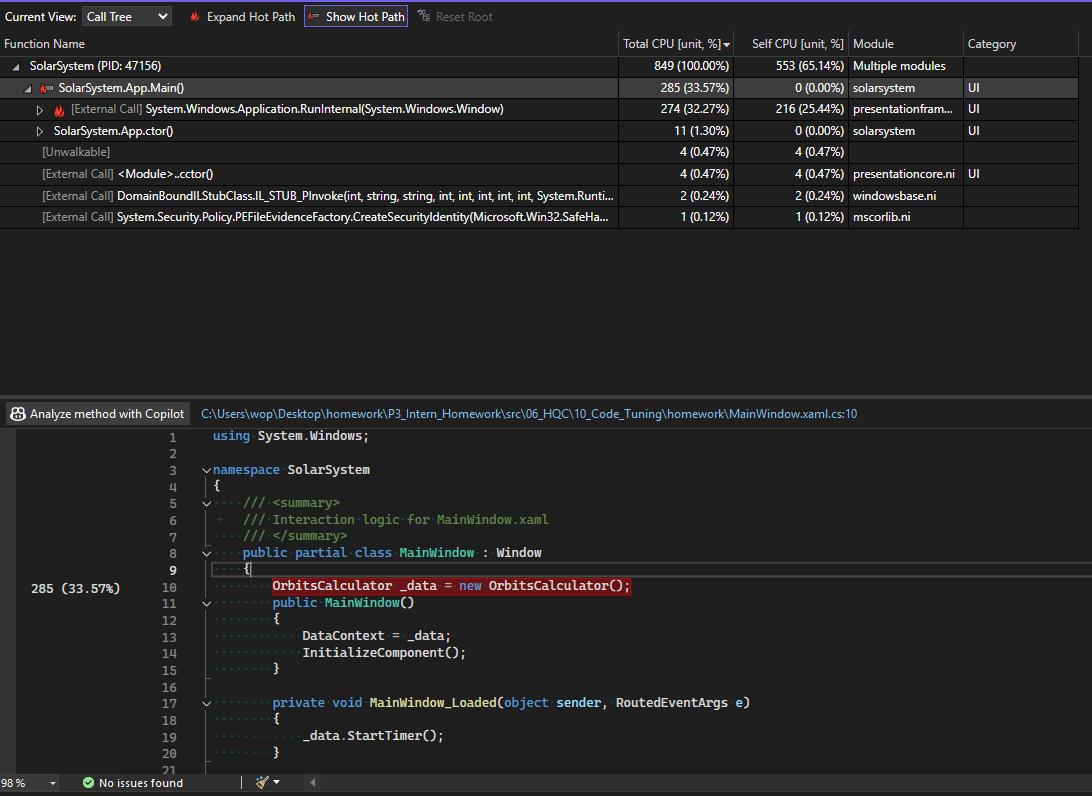 Current View: Call Tree Expand Hot Path Show Hot Path Reset Root
Function Name Total CPU [unit, %] Self CPU [unit, %] Module Category
SolarSystem (PID: 47156) 849 (100.00%) 553 (65.14%) Multiple modules
SolarSystem.App.Main() 285 (33.57%) 0 (0.00%) solarsystem UI
[External Call] System.Windows.Application.RunInternal(System.Windows.Window) 274 (32.27%) 216 (25.44%) presentationfram... UI
SolarSystem.App.ctor() 11 (1.30%) 0 (0.00%) solarsystem UI
[Unwalkable] 4 (0.47%) 4 (0.47%)
[External Call] <Module>..cctor() 4 (0.47%) 4 (0.47%) presentationcore.ni UI
[External Call] DomainBoundILStubClass.IL_STUB_PInvoke(int, string, string, int, int, int, int, int, System.Runti... 2 (0.24%) 2 (0.24%) windowsbase.ni
[External Call] System.Security.Policy.PEFileEvidenceFactory.CreateSecurityIdentity(Microsoft.Win32.SafeHa... 1 (0.12%) 1 (0.12%) mscorlib.ni
Analyze method with Copilot C:\Users\wop\Desktop\homework\P3_Intern_Homework\src\06_HQC\10_Code_Tuning\homework\MainWindow.xaml.cs:10
1 using System.Windows;
2
3 namespace SolarSystem
4 {
5 /// <summary>
6 /// Interaction logic for MainWindow.xaml
7 /// </summary>
8 public partial class MainWindow : Window
9 {
285 (33.57%) 10 OrbitsCalculator _data = new OrbitsCalculator();
11 public MainWindow()
12 {
13 DataContext = _data;
14 InitializeComponent();
15 }
16
17 private void MainWindow_Loaded(object sender, RoutedEventArgs e)
18 {
19 _data.StartTimer();
20 }
21
98 % No issues found